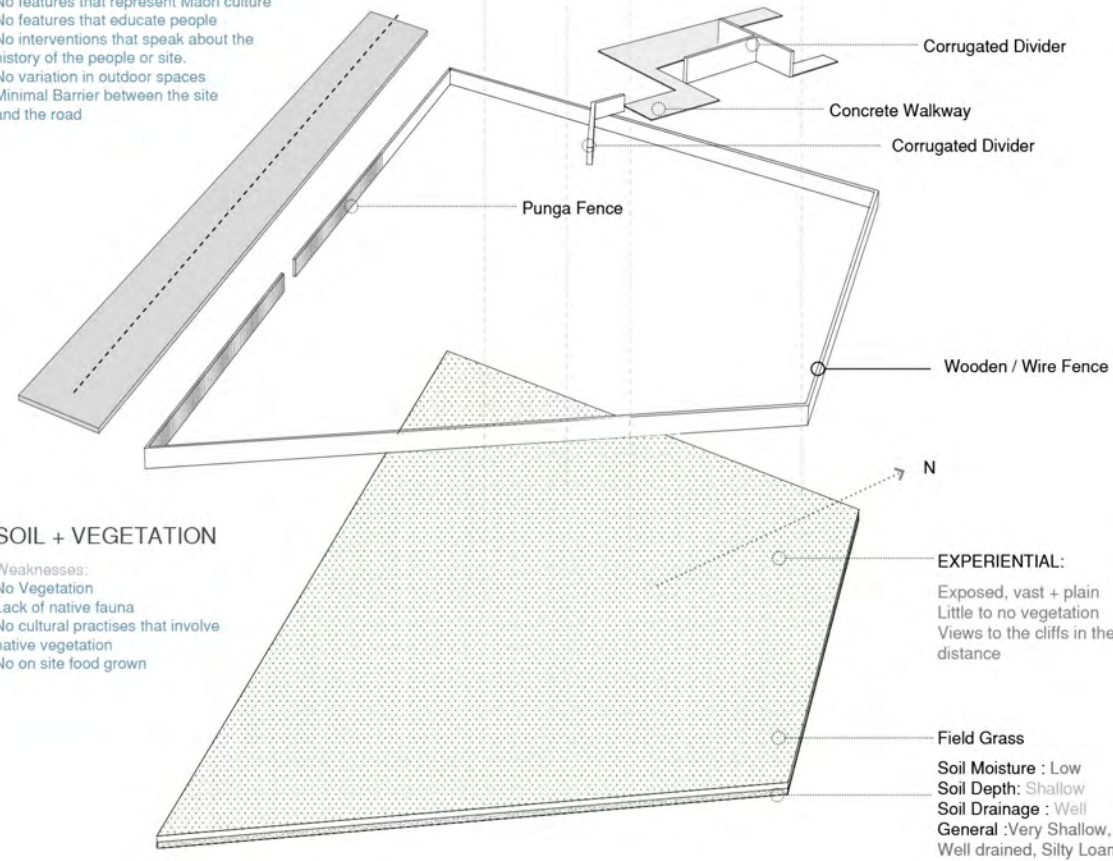 No features that represent Maori culture
No features that educate people
No interventions that speak about the
history of the people or site.
No variation in outdoor spaces
Minimal Barrier between the site
and the road
Corrugated Divider
Concrete Walkway
Corrugated Divider
Punga Fence
Wooden / Wire Fence
N
SOIL + VEGETATION
Weaknesses:
No Vegetation
Lack of native fauna
No cultural practises that involve
native vegetation
No on site food grown
EXPERIENTIAL:
Exposed, vast + plain
Little to no vegetation
Views to the cliffs in the
distance
Field Grass
Soil Moisture : Low
Soil Depth: Shallow
Soil Drainage : Well
General :Very Shallow,
Well drained, Silty Loam